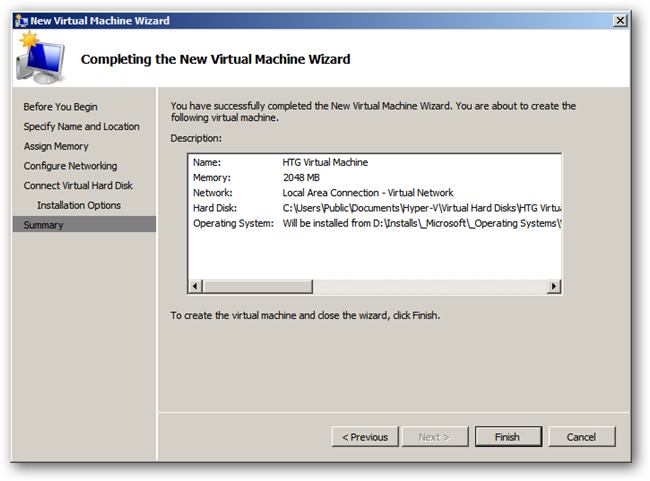 New Virtual Machine Wizard
Completing the New Virtual Machine Wizard
Before You Begin
Specify Name and Location
Assign Memory
Configure Networking
Connect Virtual Hard Disk
Installation Options
Summary
You have successfully completed the New Virtual Machine Wizard. You are about to create the
following virtual machine.
Description:
Name: HTG Virtual Machine
Memory: 2048 MB
Network: Local Area Connection - Virtual Network
Hard Disk: C:\Users\Public\Documents\Hyper-V\Virtual Hard Disks\HTG Virtua
Operating System: Will be installed from D:\Installs\_Microsoft\_Operating Systems\
To create the virtual machine and close the wizard, click Finish.
< Previous
Next >
Finish
Cancel